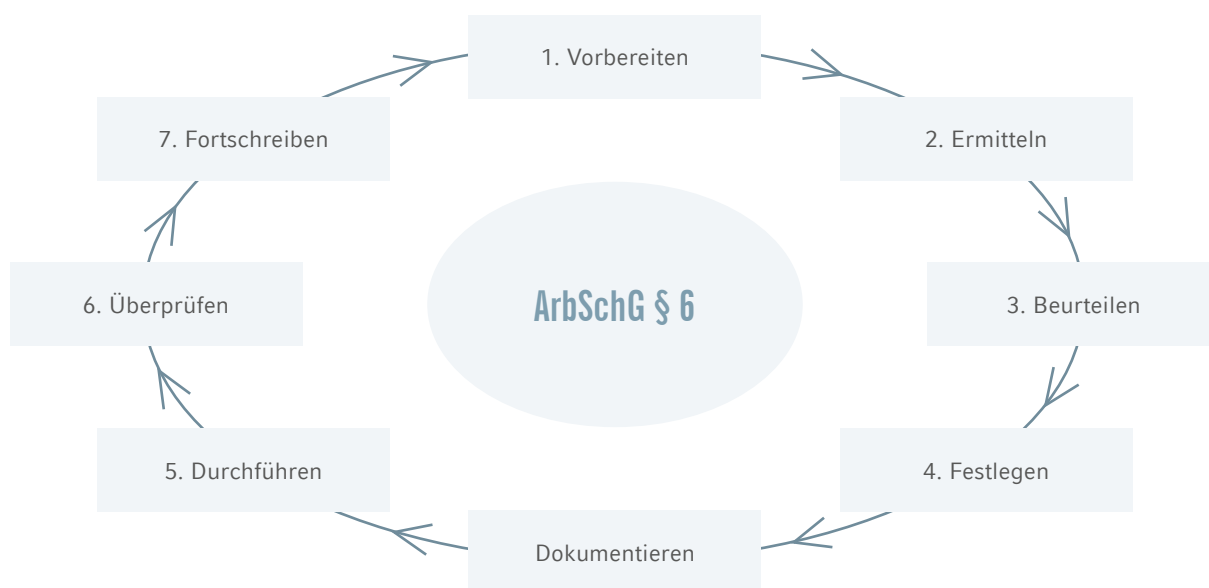 1. Vorbereiten
2. Ermitteln
3. Beurteilen
4. Festlegen
Dokumentieren
5. Durchführen
6. Überprüfen
7. Fortschreiben
ArbSchG § 6